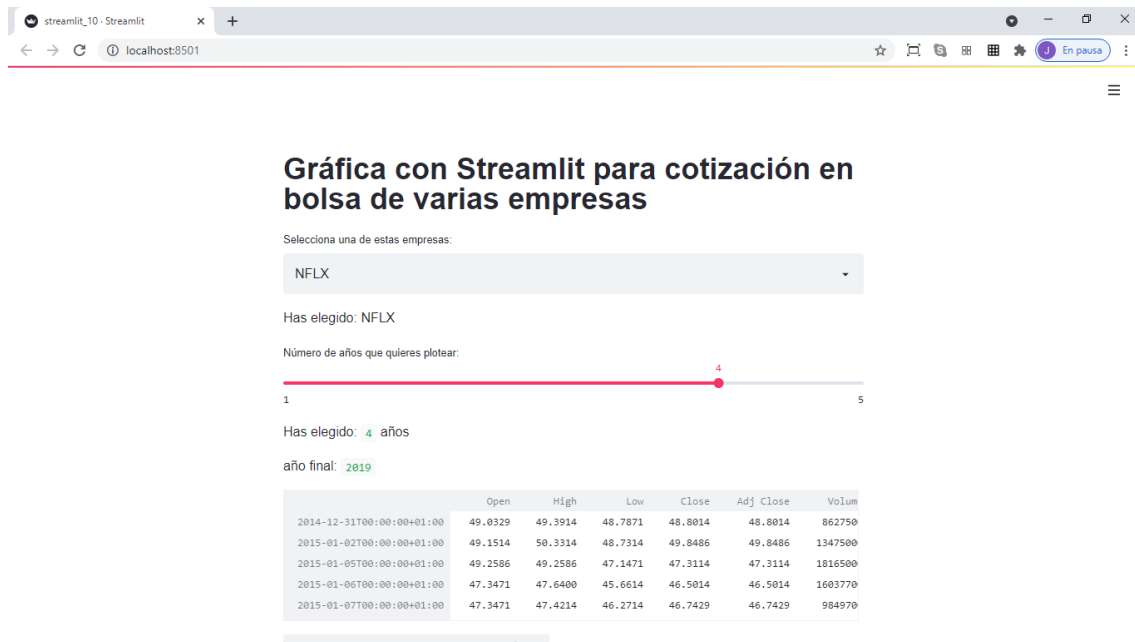 streamlit_10 · Streamlit
localhost:8501
J En pausa
Gráfica con Streamlit para cotización en
bolsa de varias empresas
Selecciona una de estas empresas:
NFLX
Has elegido: NFLX
Número de años que quieres plotear:
4
1 5
Has elegido: 4 años
año final: 2019
Open High Low Close Adj Close Volum
2014-12-31T00:00:00+01:00 49.0329 49.3914 48.7871 48.8014 48.8014 862750
2015-01-02T00:00:00+01:00 49.1514 50.3314 48.7314 49.8486 49.8486 1347500
2015-01-05T00:00:00+01:00 49.2586 49.2586 47.1471 47.3114 47.3114 1816500
2015-01-06T00:00:00+01:00 47.3471 47.6400 45.6614 46.5014 46.5014 1603770
2015-01-07T00:00:00+01:00 47.3471 47.4214 46.2714 46.7429 46.7429 984970